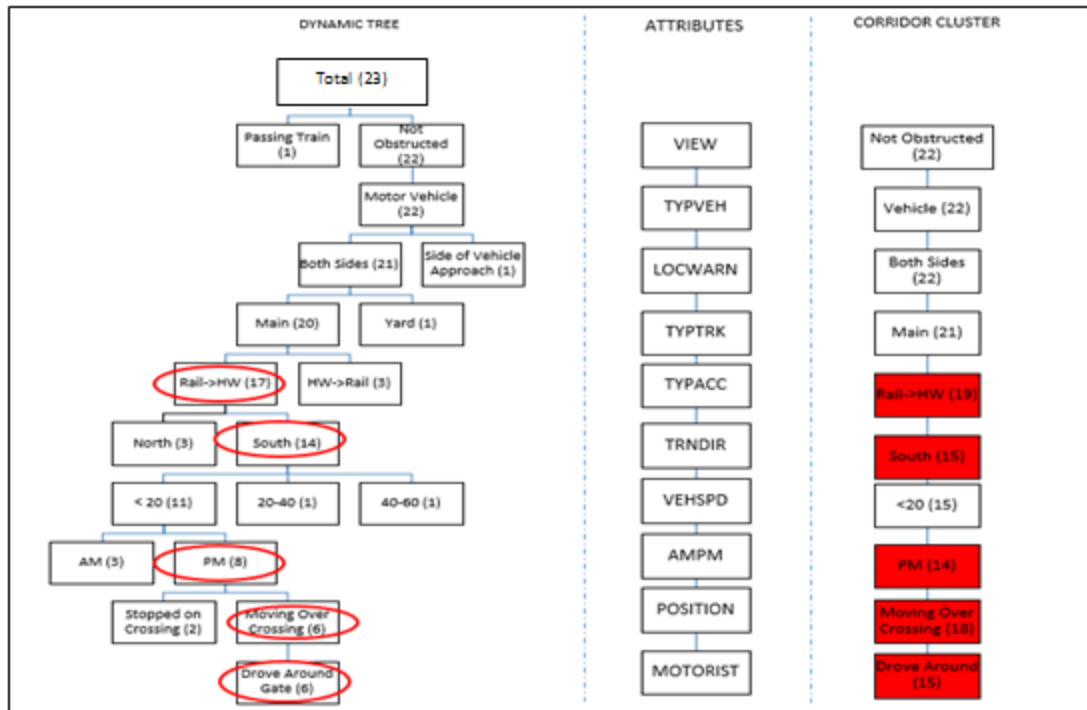 DYNAMIC TREE
ATTRIBUTES
CORRIDOR CLUSTER
Total (23)
Passing Train
(1)
Not
Obstructed
(22)
VIEW
Not Obstructed
(22)
Motor Vehicle
(22)
TYPVEH
Vehicle (22)
Both Sides (21)
Side of Vehicle
Approach (1)
LOCWARN
Both Sides
(22)
Main (20)
Yard (1)
TYPTRK
Main (21)
Rail->HW (17)
HW->Rail (3)
TYPACC
Rail->HW (19)
North (3)
South (14)
TRNDIR
South (15)
< 20 (11)
20-40 (1)
40-60 (1)
VEHSPD
<20 (15)
AM (3)
PM (8)
AMPM
PM (14)
Stopped on
Crossing (2)
Moving Over
Crossing (6)
POSITION
Moving Over
Crossing (18)
Drove Around
Gate (6)
MOTORIST
Drove Around
(15)